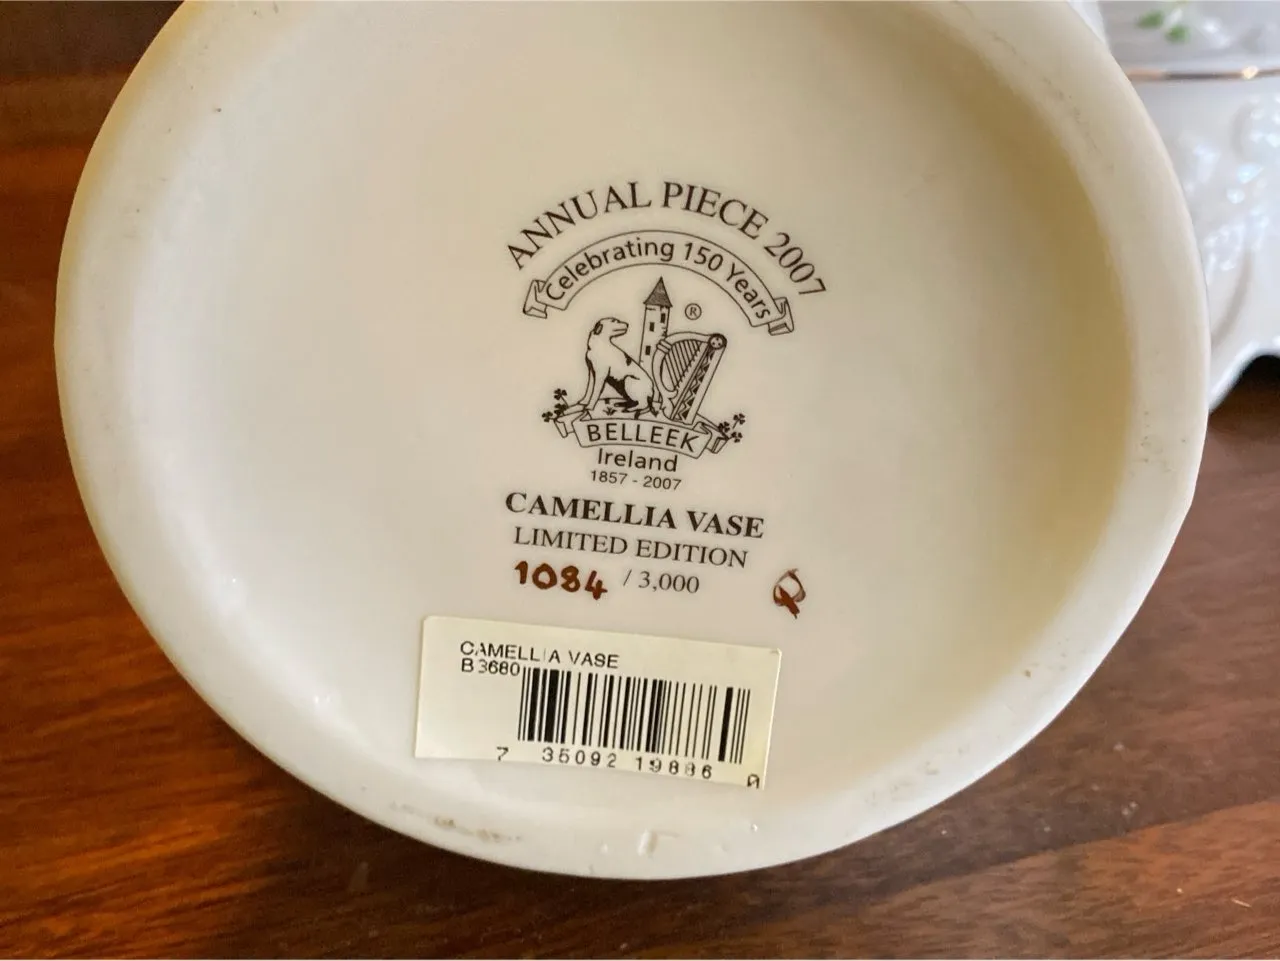 ANNUAL PIECE 2007
Celebrating 150 Years
®
BELLEEK
Ireland
1857 - 2007
CAMELLIA VASE
LIMITED EDITION
1084 / 3,000
CAMELLIA VASE
B3680
7 35092 19886 0